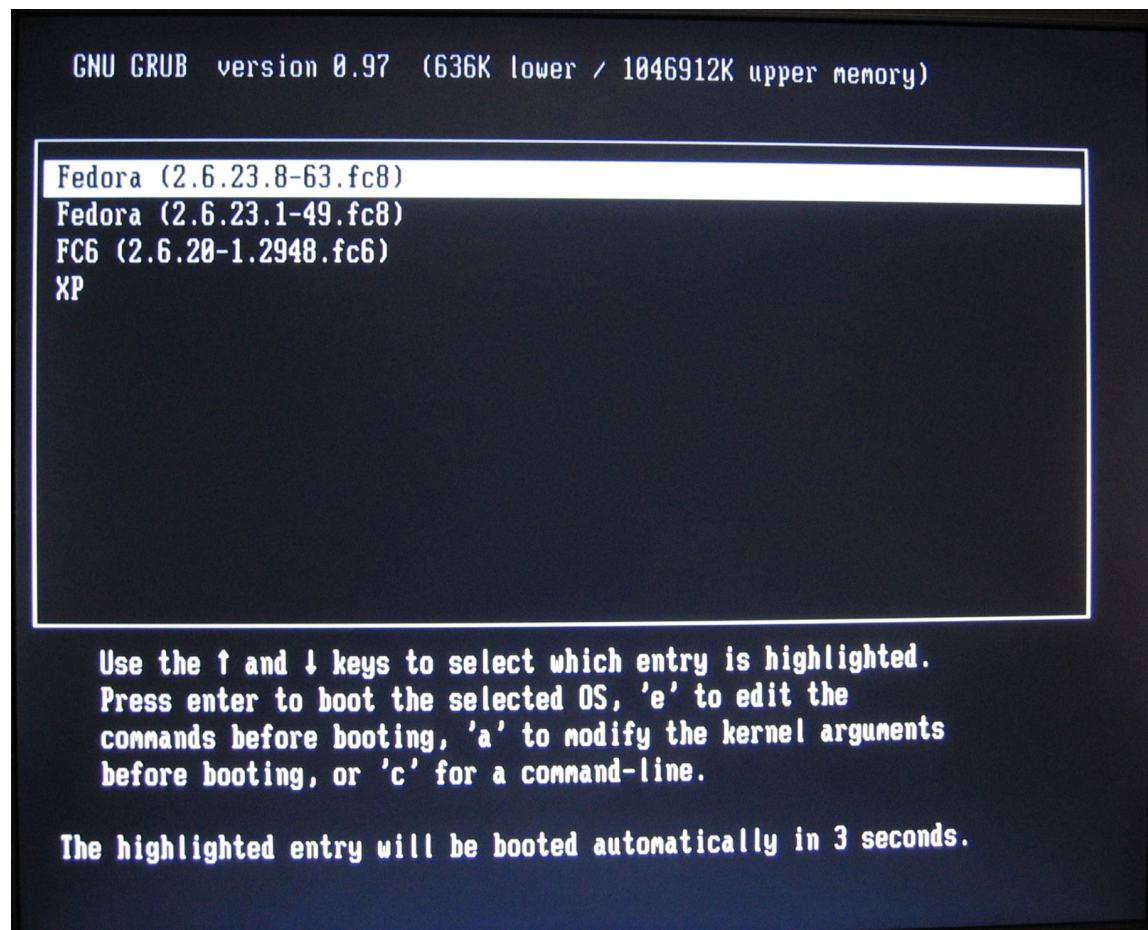 GNU GRUB  version 0.97  (636K lower / 1046912K upper memory)
Fedora (2.6.23.8-63.fc8)
Fedora (2.6.23.1-49.fc8)
FC6 (2.6.20-1.2948.fc6)
XP
Use the ↑ and ↓ keys to select which entry is highlighted.
Press enter to boot the selected OS, 'e' to edit the
commands before booting, 'a' to modify the kernel arguments
before booting, or 'c' for a command-line.
The highlighted entry will be booted automatically in 3 seconds.